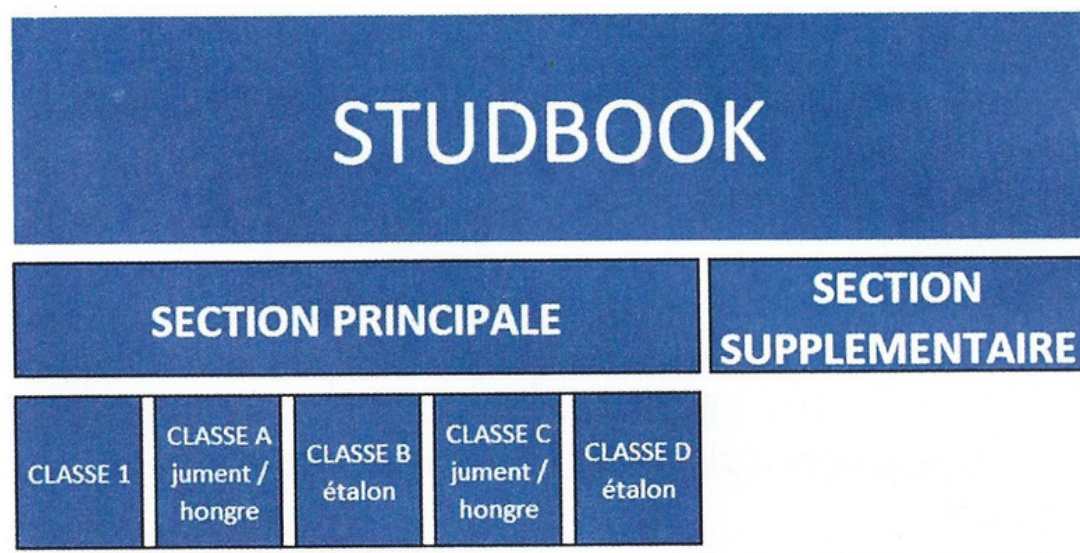 STUDBOOK
SECTION PRINCIPALE
SECTION
SUPPLEMENTAIRE
CLASSE 1
CLASSE A
jument /
hongre
CLASSE B
étalon
CLASSE C
jument /
hongre
CLASSE D
étalon